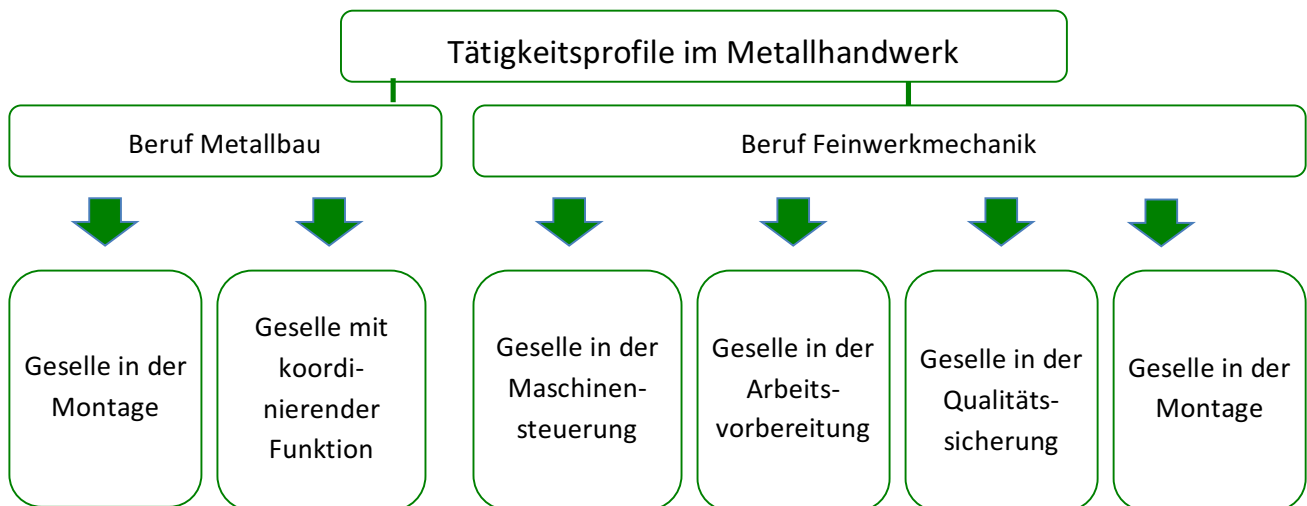 Tätigkeitsprofile im Metallhandwerk
Beruf Metallbau
Beruf Feinwerkmechanik
Geselle in der
Montage
Geselle mit
koordi-
nierender
Funktion
Geselle in der
Maschinen-
steuerung
Geselle in der
Arbeits-
vorbereitung
Geselle in der
Qualitäts-
sicherung
Geselle in der
Montage